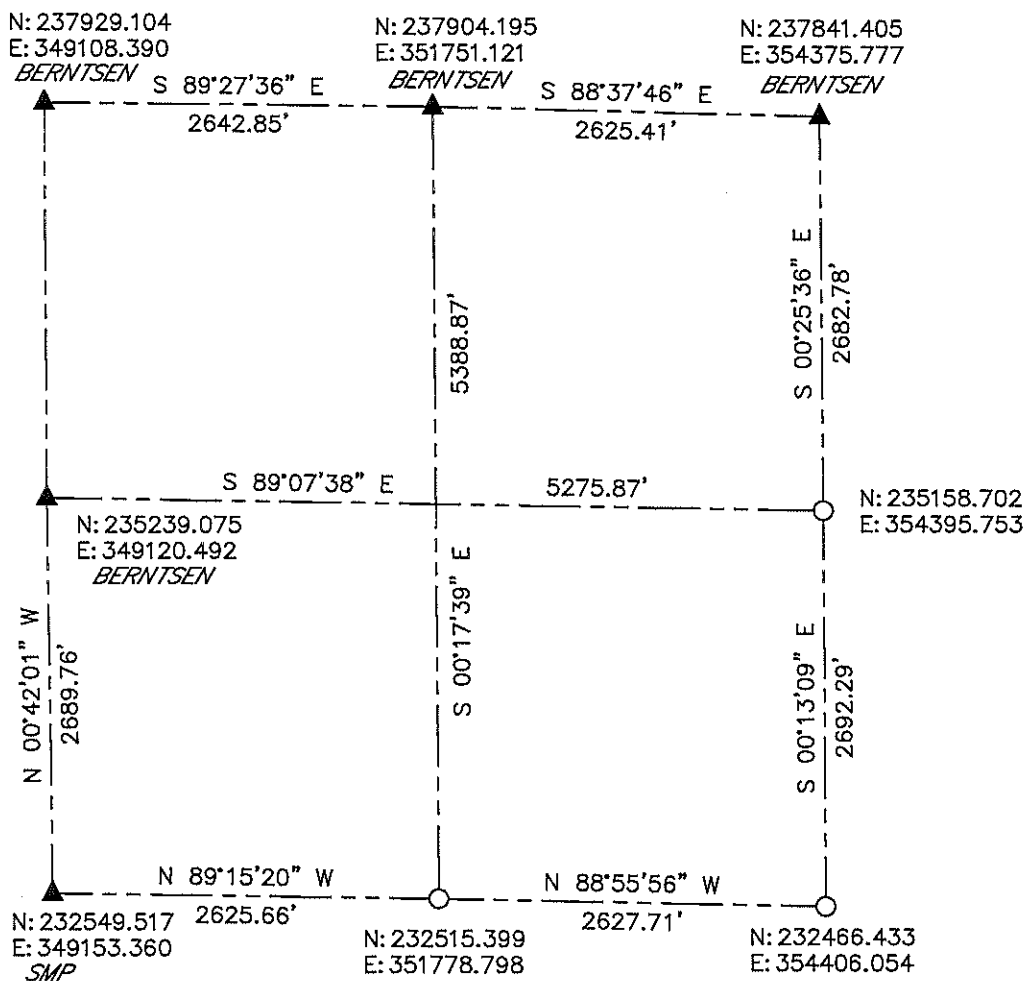 N: 237929.104
E: 349108.390
BERNTSEN
N: 237904.195
E: 351751.121
BERNTSEN
N: 237841.405
E: 354375.777
BERNTSEN
S 89°27'36" E
2642.85'
S 88°37'46" E
2625.41'
5388.87'
S 00°25'36" E
2682.78'
S 89°07'38" E
5275.87'
N: 235239.075
E: 349120.492
BERNTSEN
N: 235158.702
E: 354395.753
N 00°42'01" W
2689.76'
S 00°17'39" E
S 00°13'09" E
2692.29'
N 89°15'20" W
2625.66'
N 88°55'56" W
2627.71'
N: 232549.517
E: 349153.360
SMP
N: 232515.399
E: 351778.798
N: 232466.433
E: 354406.054